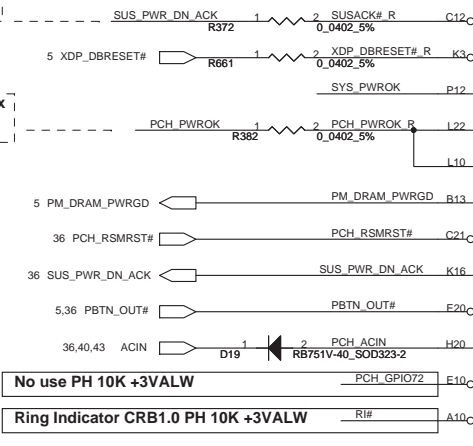 SUS_PWR_DN_ACK 1 2 SUSACK#_R C12
R372 0_0402_5%
5 XDP_DBRESET# 1 2 XDP_DBRESET#_R K3
R661 0_0402_5%
SYS_PWROK P12
PCH_PWROK 1 2 PCH_PWROK_R L22
R382 0_0402_5%
L10
5 PM_DRAM_PWRGD PM_DRAM_PWRGD B13
36 PCH_RSMRST# PCH_RSMRST# C21
36 SUS_PWR_DN_ACK SUS_PWR_DN_ACK K16
5,36 PBTN_OUT# PBTN_OUT# E20
36,40,43 ACIN 1 2 PCH_ACIN H20
D19 RB751V-40_SOD323-2
No use PH 10K +3VALW PCH_GPIO72 E10
Ring Indicator CRB1.0 PH 10K +3VALW RI# A10